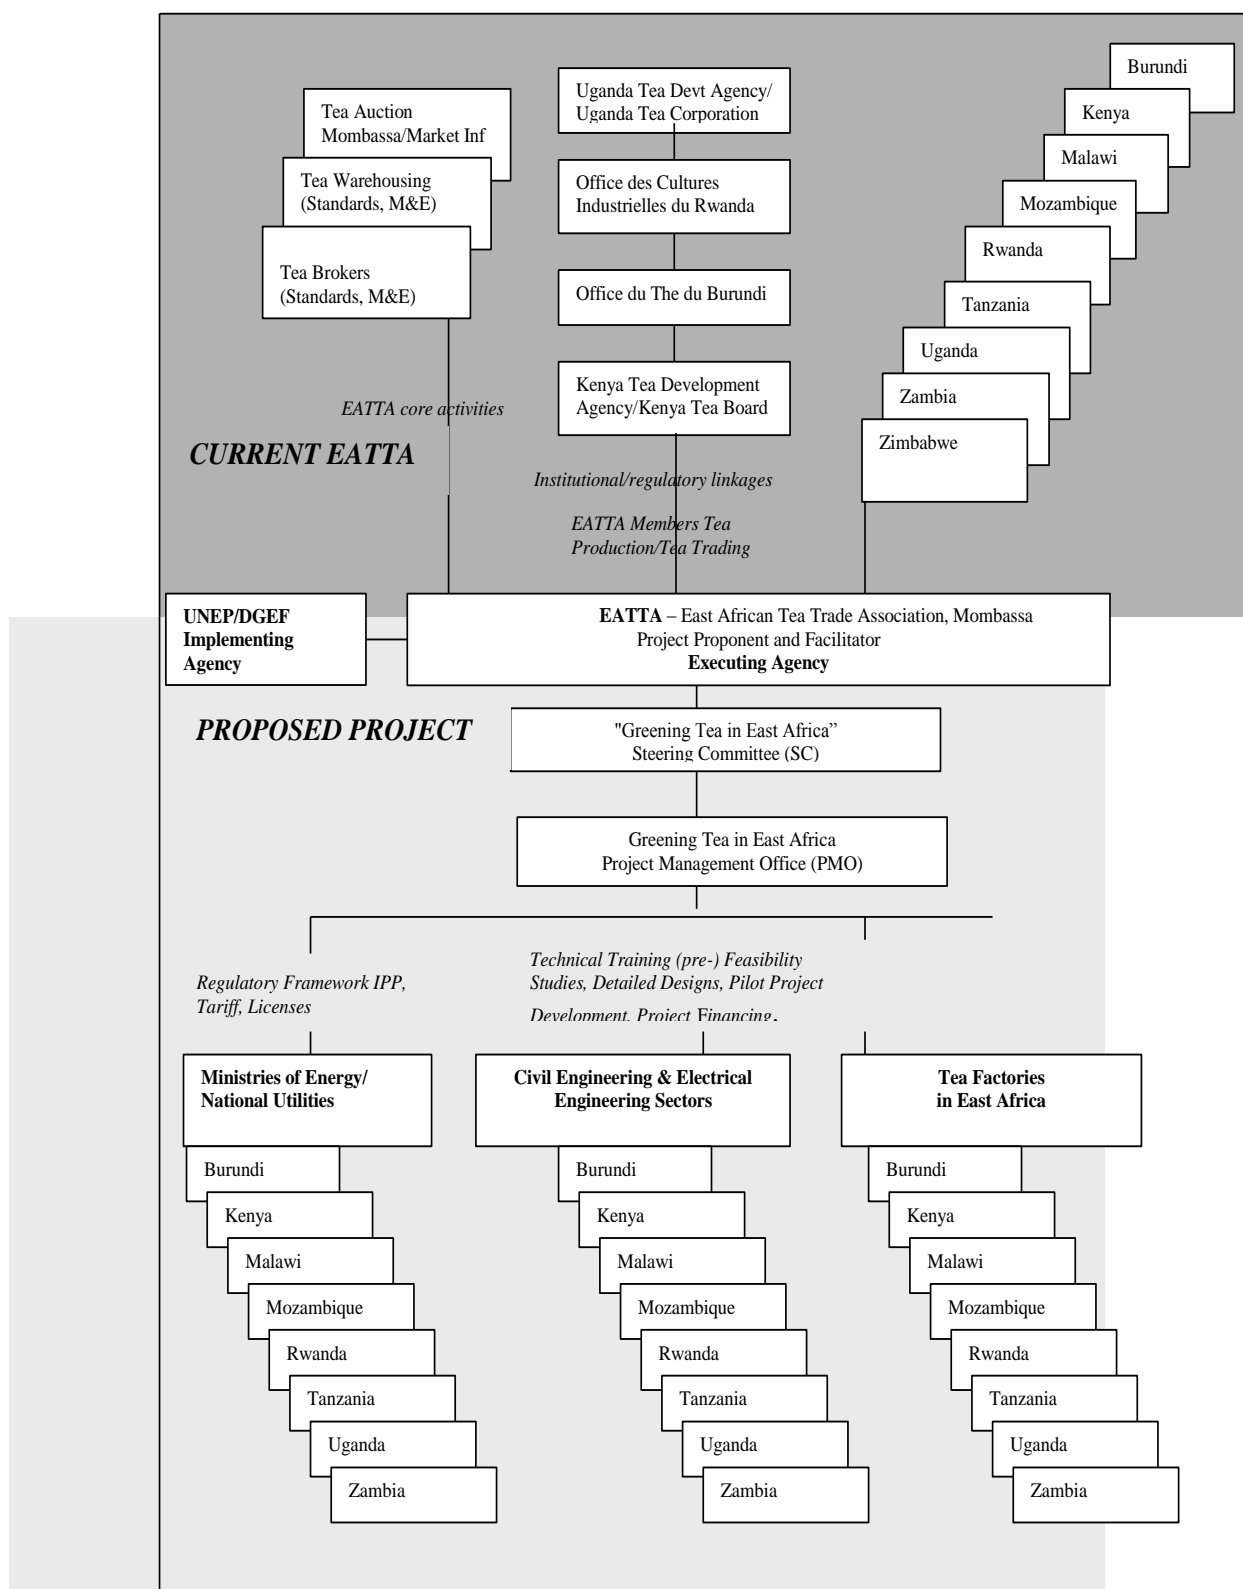 Tea Auction
Mombassa/Market Inf
Tea Warehousing
(Standards, M&E)
Tea Brokers
(Standards, M&E)
EATTA core activities
CURRENT EATTA
Uganda Tea Devt Agency/
Uganda Tea Corporation
Office des Cultures
Industrielles du Rwanda
Office du The du Burundi
Kenya Tea Development
Agency/Kenya Tea Board
Institutional/regulatory linkages
EATTA Members Tea
Production/Tea Trading
Burundi
Kenya
Malawi
Mozambique
Rwanda
Tanzania
Uganda
Zambia
Zimbabwe
UNEP/DGEF
Implementing
Agency
EATTA – East African Tea Trade Association, Mombassa
Project Proponent and Facilitator
Executing Agency
PROPOSED PROJECT
"Greening Tea in East Africa”
Steering Committee (SC)
Greening Tea in East Africa
Project Management Office (PMO)
Regulatory Framework IPP,
Tariff, Licenses
Technical Training (pre-) Feasibility
Studies, Detailed Designs, Pilot Project
Development, Project Financing.
Ministries of Energy/
National Utilities
Burundi
Kenya
Malawi
Mozambique
Rwanda
Tanzania
Uganda
Zambia
Civil Engineering & Electrical
Engineering Sectors
Burundi
Kenya
Malawi
Mozambique
Rwanda
Tanzania
Uganda
Zambia
Tea Factories
in East Africa
Burundi
Kenya
Malawi
Mozambique
Rwanda
Tanzania
Uganda
Zambia